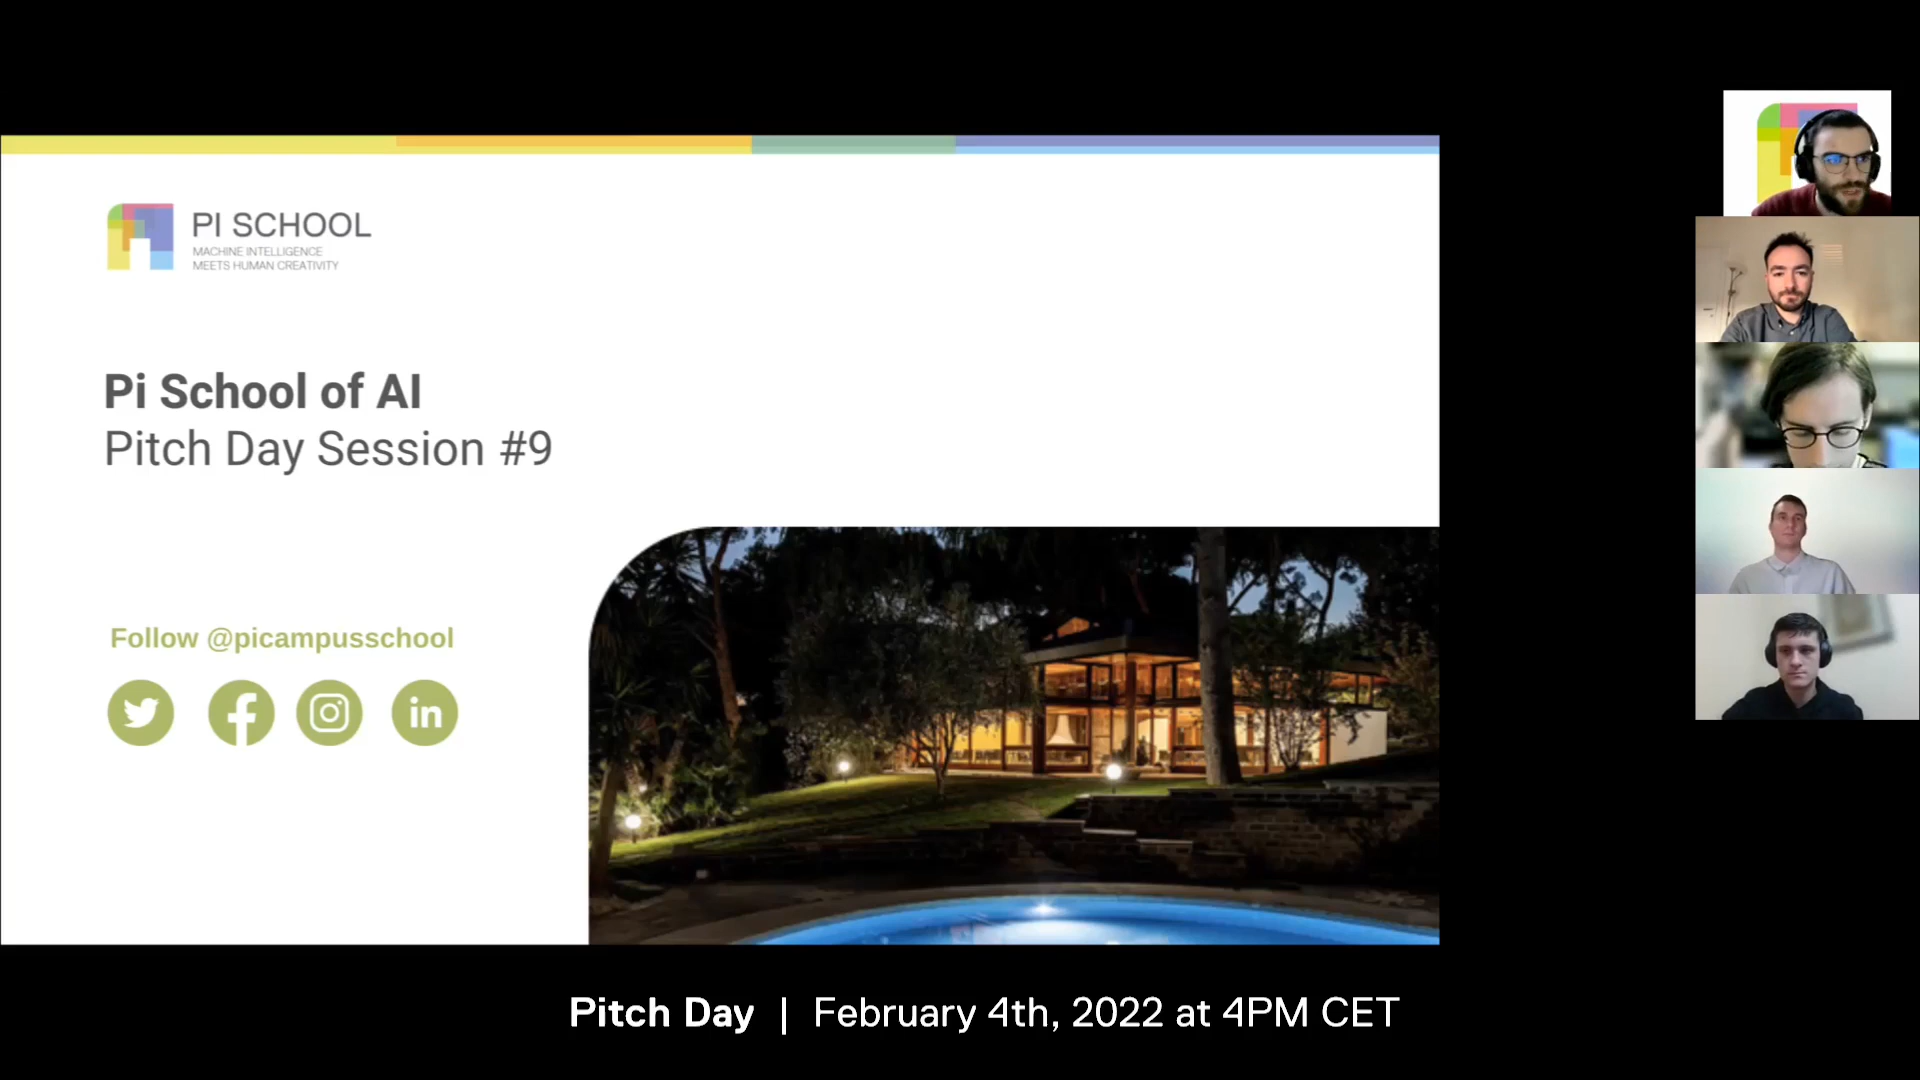 PI SCHOOL
MACHINE INTELLIGENCE
MEETS HUMAN CREATIVITY
Pi School of AI
Pitch Day Session #9
Follow @picampusschool
Pitch Day | February 4th, 2022 at 4PM CET